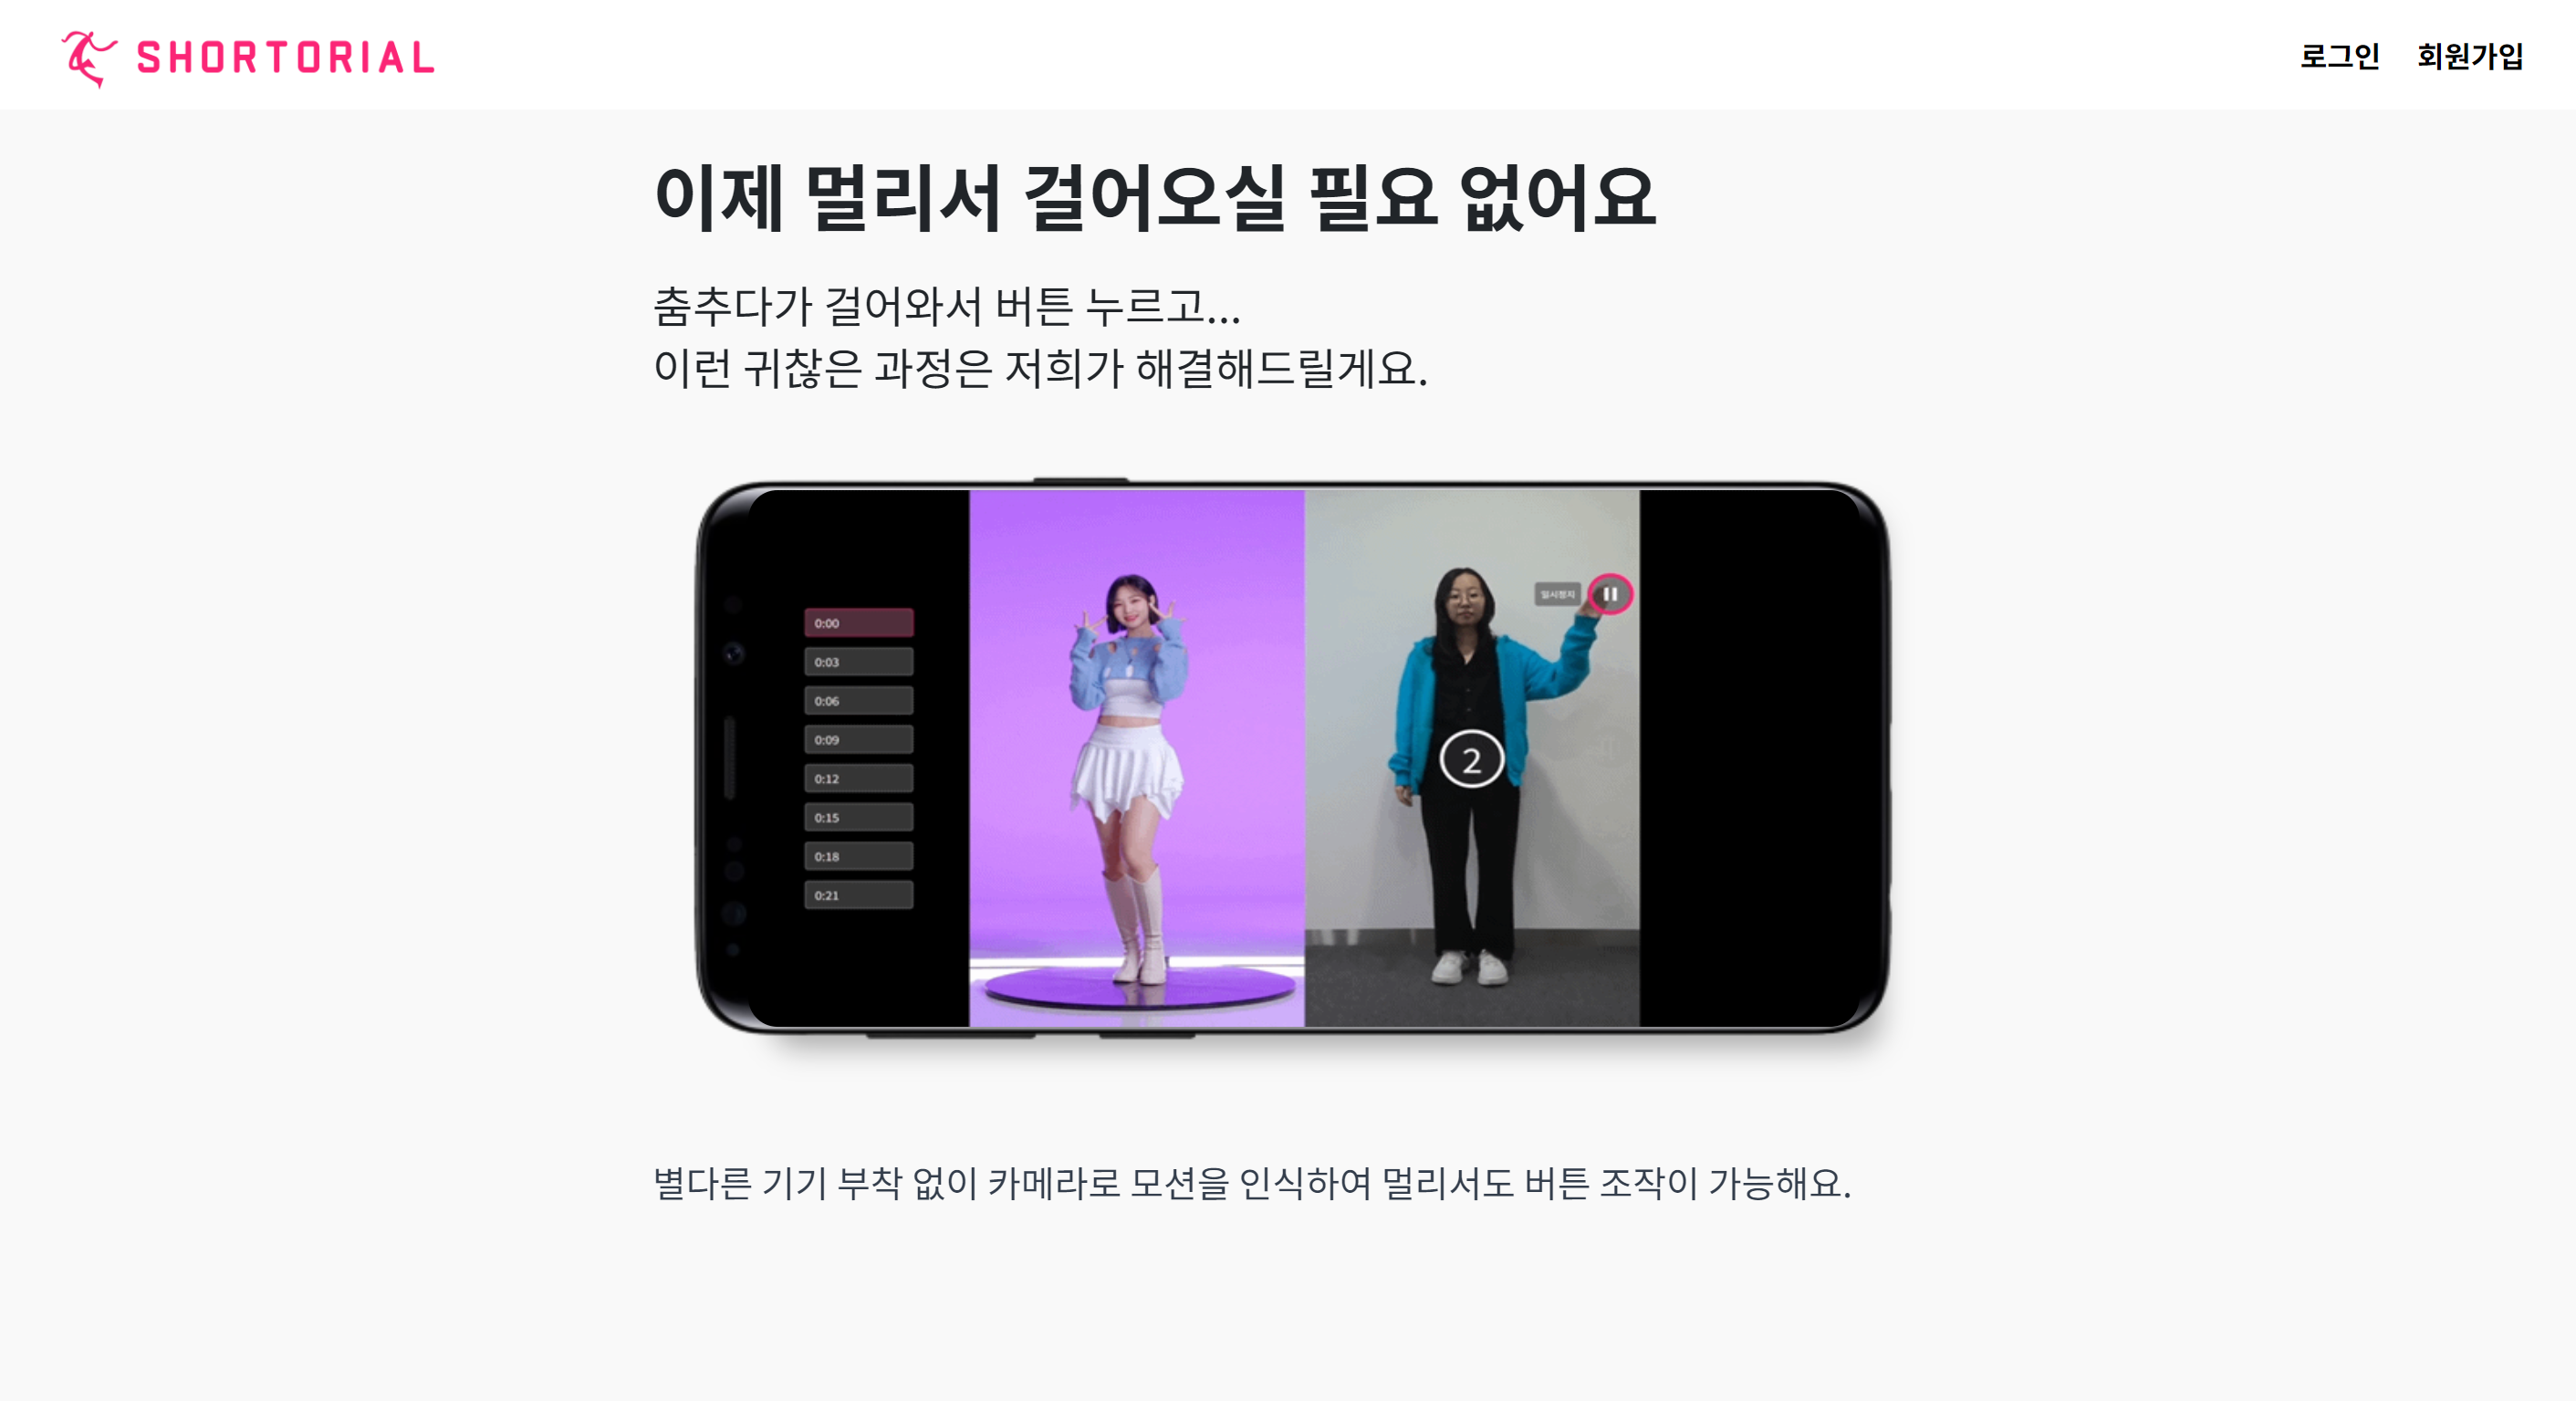 SHORTORIAL
로그인 회원가입
이제 멀리서 걸어오실 필요 없어요
춤추다가 걸어와서 버튼 누르고...
이런 귀찮은 과정은 저희가 해결해드릴게요.
0:00
0:03
0:06
0:09
0:12
0:15
0:18
0:21
일시정지
2
별다른 기기 부착 없이 카메라로 모션을 인식하여 멀리서도 버튼 조작이 가능해요.